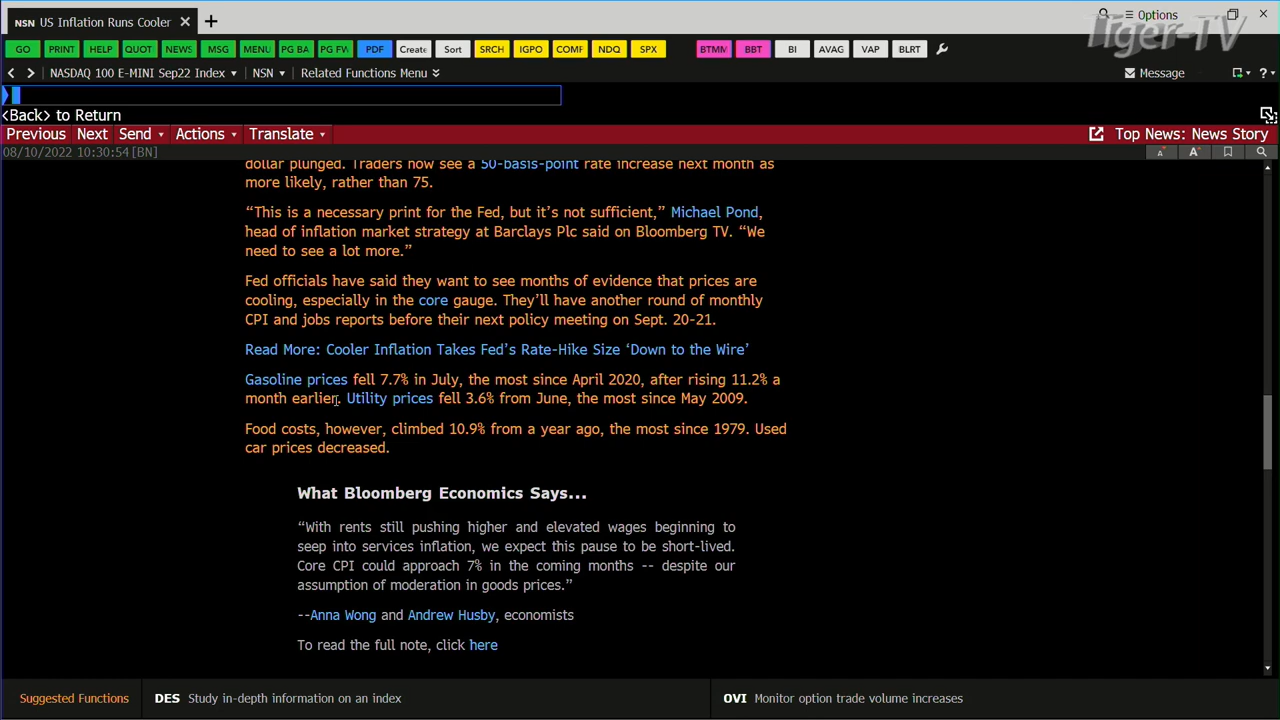 NSN US Inflation Runs Cooler × +
Options
Tiger-TV
GO PRINT HELP QUOT NEWS MSG MENU PG BA PG FW PDF Create Sort SRCH IGPO COMF NDQ SPX BTMM BBT BI AVAG VAP BLRT
NASDAQ 100 E-MINI Sep22 Index NSN Related Functions Menu Message ?
<Back> to Return
Previous Next Send Actions Translate Top News: News Story
08/10/2022 10:30:54 [BN] A A
dollar plunged. Traders now see a 50-basis-point rate increase next month as
more likely, rather than 75.
“This is a necessary print for the Fed, but it’s not sufficient,” Michael Pond,
head of inflation market strategy at Barclays Plc said on Bloomberg TV. “We
need to see a lot more.”
Fed officials have said they want to see months of evidence that prices are
cooling, especially in the core gauge. They’ll have another round of monthly
CPI and jobs reports before their next policy meeting on Sept. 20-21.
Read More: Cooler Inflation Takes Fed’s Rate-Hike Size ‘Down to the Wire’
Gasoline prices fell 7.7% in July, the most since April 2020, after rising 11.2% a
month earlier. Utility prices fell 3.6% from June, the most since May 2009.
Food costs, however, climbed 10.9% from a year ago, the most since 1979. Used
car prices decreased.
What Bloomberg Economics Says...
“With rents still pushing higher and elevated wages beginning to
seep into services inflation, we expect this pause to be short-lived.
Core CPI could approach 7% in the coming months -- despite our
assumption of moderation in goods prices.”
--Anna Wong and Andrew Husby, economists
To read the full note, click here
Suggested Functions DES Study in-depth information on an index OVI Monitor option trade volume increases